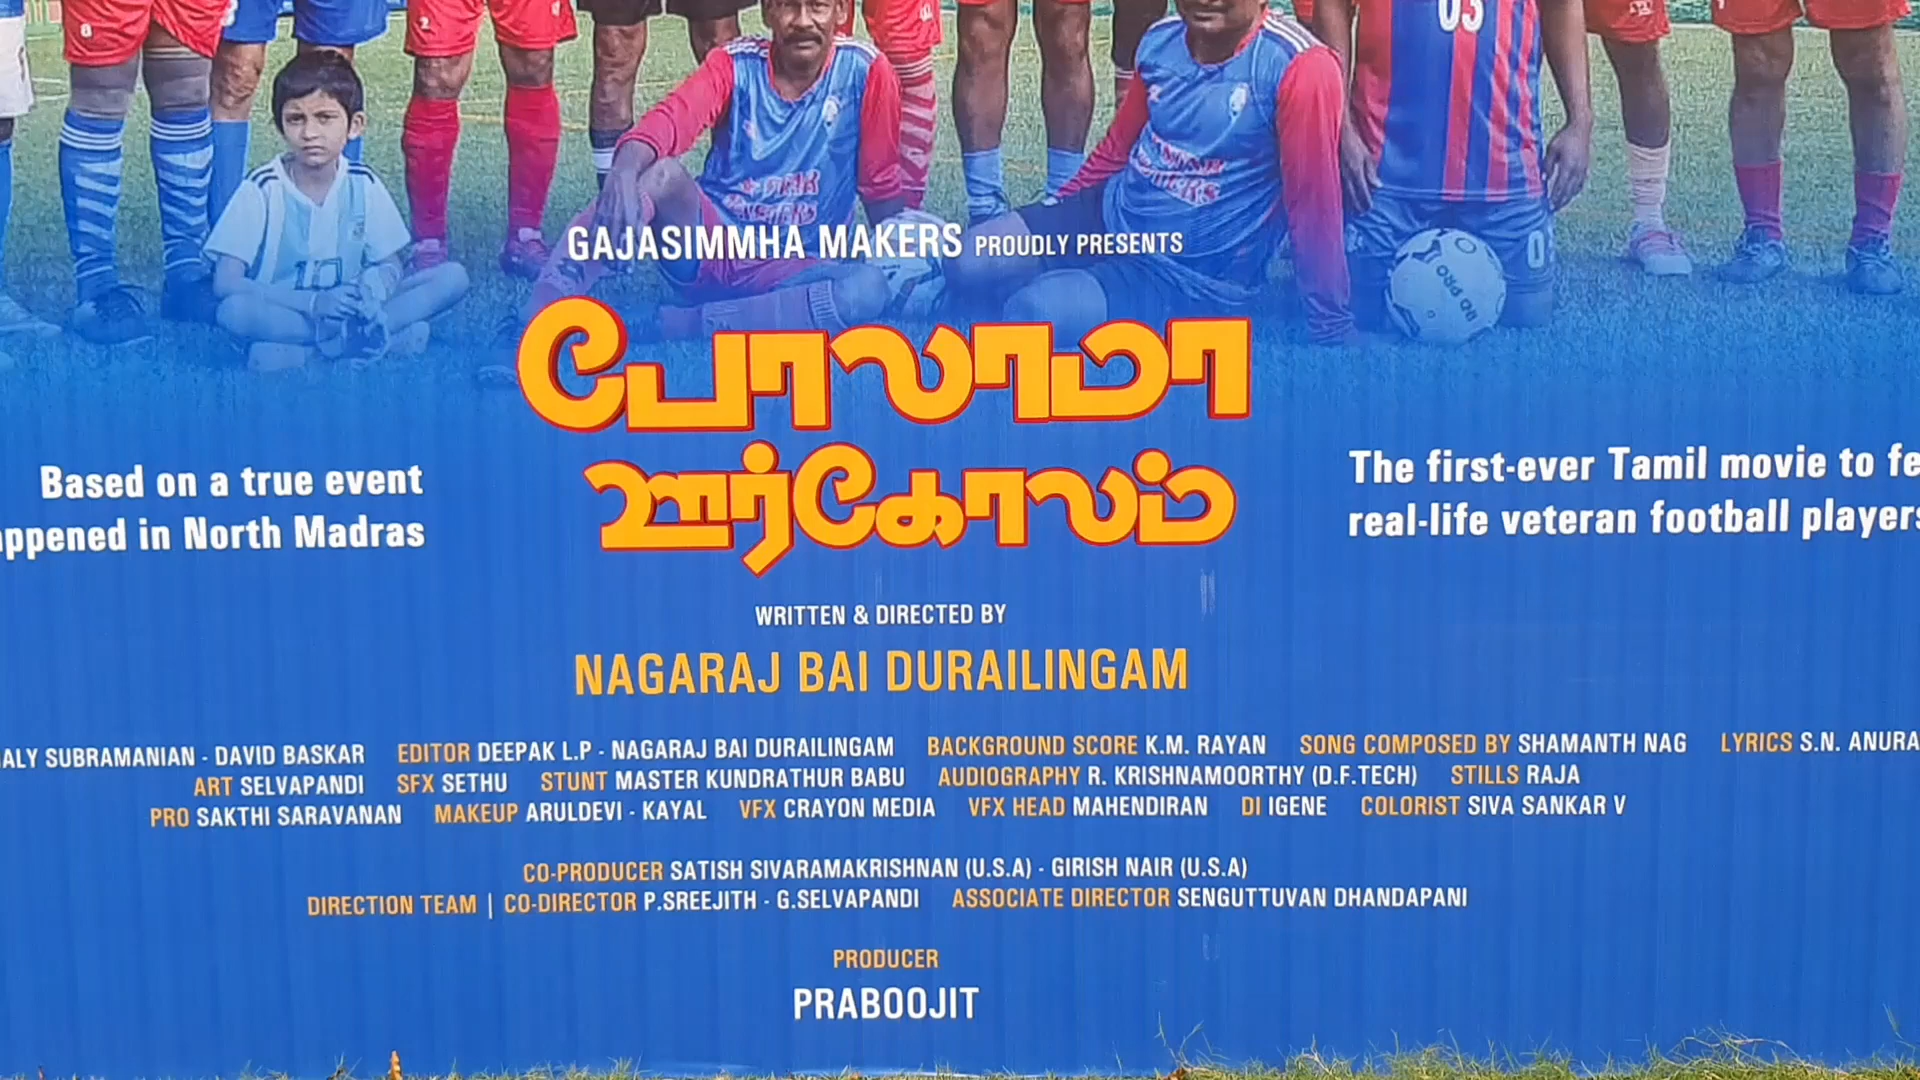 03
GAJASIMMHA MAKERS PROUDLY PRESENTS
போலாமா
ஊர்கோலம்
Based on a true event
happened in North Madras
The first-ever Tamil movie to
real-life veteran football players
WRITTEN & DIRECTED BY
NAGARAJ BAI DURAILINGAM
SUBRAMANIAN - DAVID BASKAR EDITOR DEEPAK L.P - NAGARAJ BAI DURAILINGAM BACKGROUND SCORE K.M. RAYAN SONG COMPOSED BY SHAMANTH NAG LYRICS S.N.
ART SELVAPANDI SFX SETHU STUNT MASTER KUNDRATHUR BABU AUDIOGRAPHY R. KRISHNAMOORTHY (D.F.TECH) STILLS RAJA
PRO SAKTHI SARAVANAN MAKEUP ARULDEVI - KAYAL VFX CRAYON MEDIA VFX HEAD MAHENDIRAN DI IGENE COLORIST SIVA SANKAR V
CO-PRODUCER SATISH SIVARAMAKRISHNAN (U.S.A) - GIRISH NAIR (U.S.A)
DIRECTION TEAM | CO-DIRECTOR P.SREEJITH - G.SELVAPANDI ASSOCIATE DIRECTOR SENGUTTUVAN DHANDAPANI
PRODUCER
PRABOOJIT